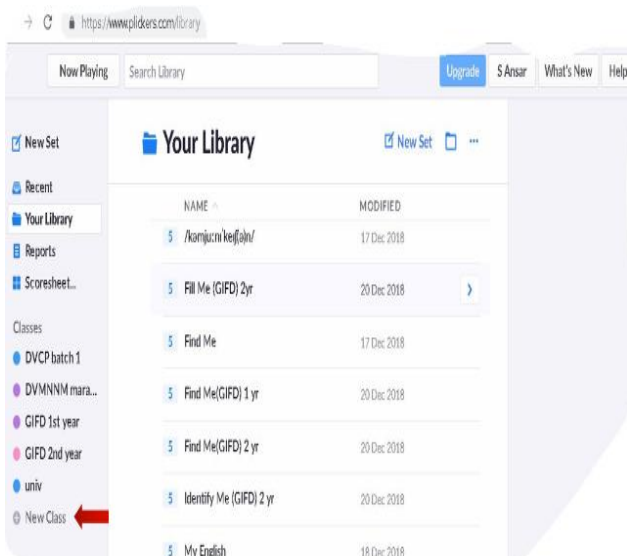 https://www.plickers.com/library
Now Playing
Search Library
Upgrade
S Ansar
What's New
Help
New Set
Recent
Your Library
Reports
Scoresheet...
Classes
DVCP batch 1
DVMNNM mara...
GIFD 1st year
GIFD 2nd year
univ
New Class
Your Library
New Set
NAME MODIFIED
5 /kəmjuːnɪˈkeɪʃ(ə)n/ 17 Dec 2018
5 Fill Me (GIFD) 2yr 20 Dec 2018
5 Find Me 17 Dec 2018
5 Find Me(GIFD) 1 yr 20 Dec 2018
5 Find Me(GIFD) 2 yr 20 Dec 2018
5 Identify Me (GIFD) 2 yr 20 Dec 2018
5 My English 18 Dec 2018